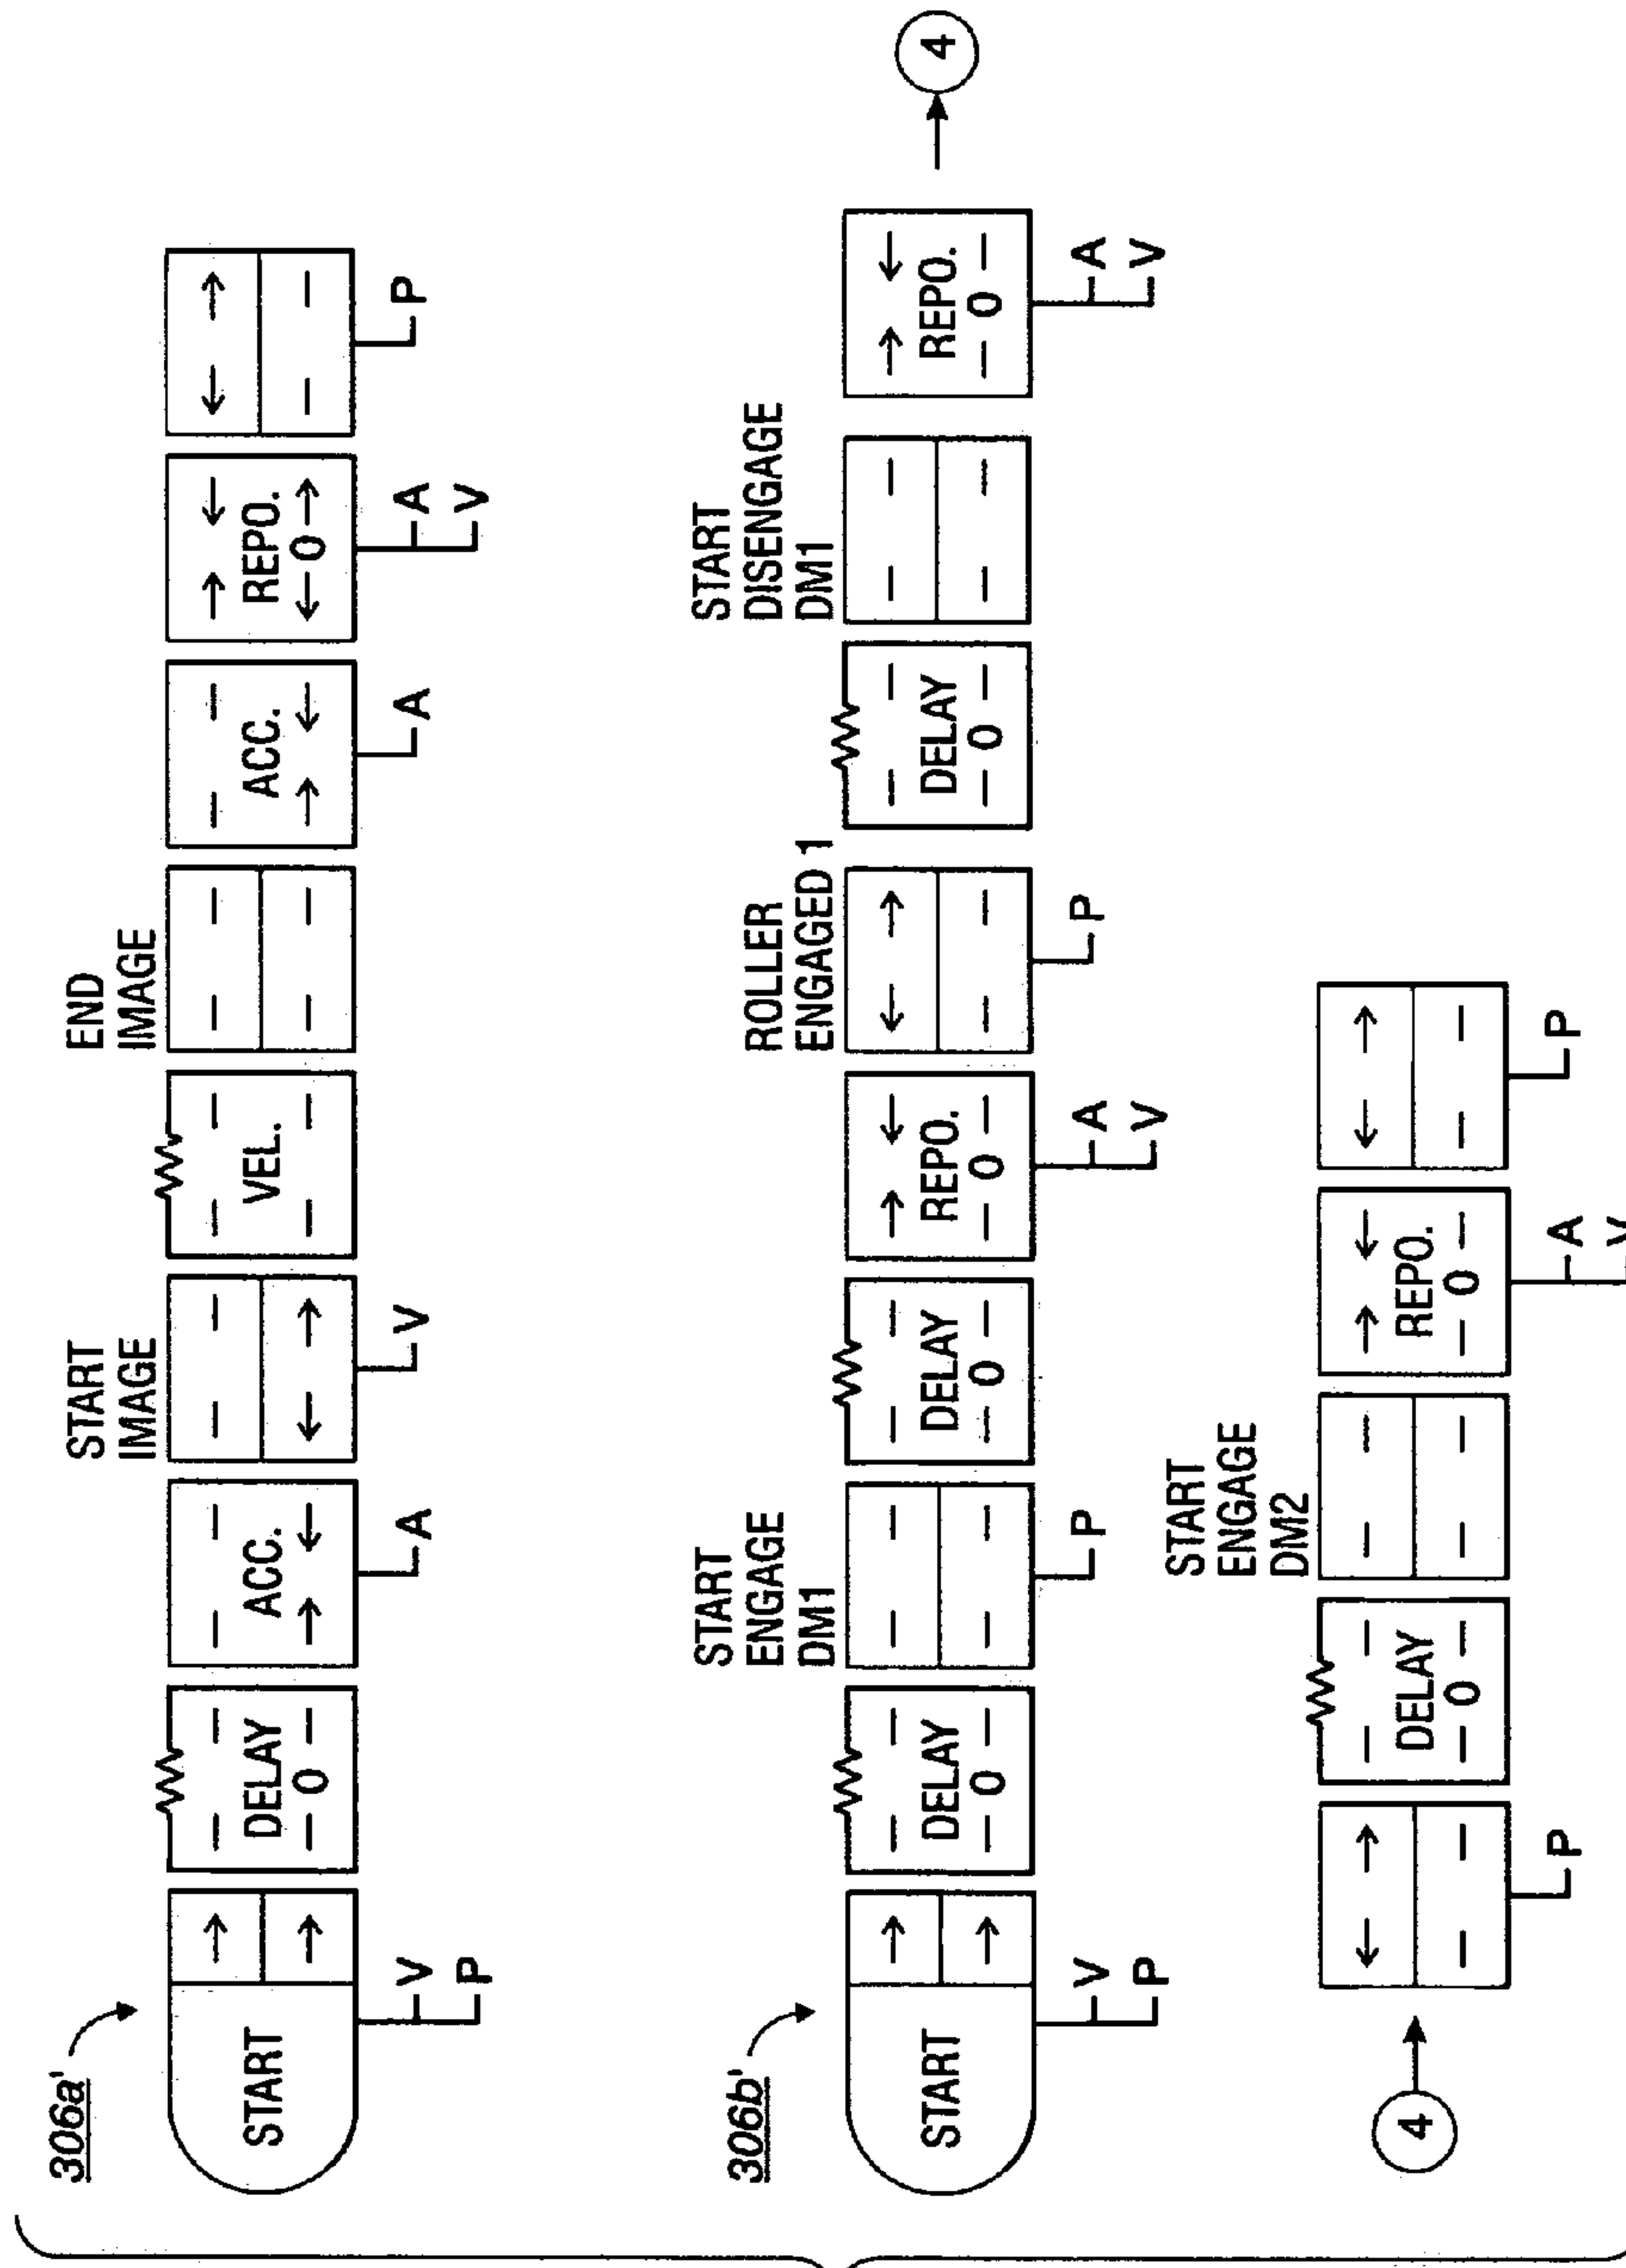 306a'
START IMAGE
END IMAGE
START
DELAY
0
ACC.
VEL.
ACC.
REPO.
0
V
P
A
V
A
A
V
P
306b'
START ENGAGE DM1
ROLLER ENGAGED 1
START DISENGAGE DM1
START
DELAY
0
DELAY
0
REPO.
0
DELAY
0
REPO.
0
4
V
P
P
A
V
P
A
V
START ENGAGE DM2
4
DELAY
0
REPO.
0
P
A
V
P